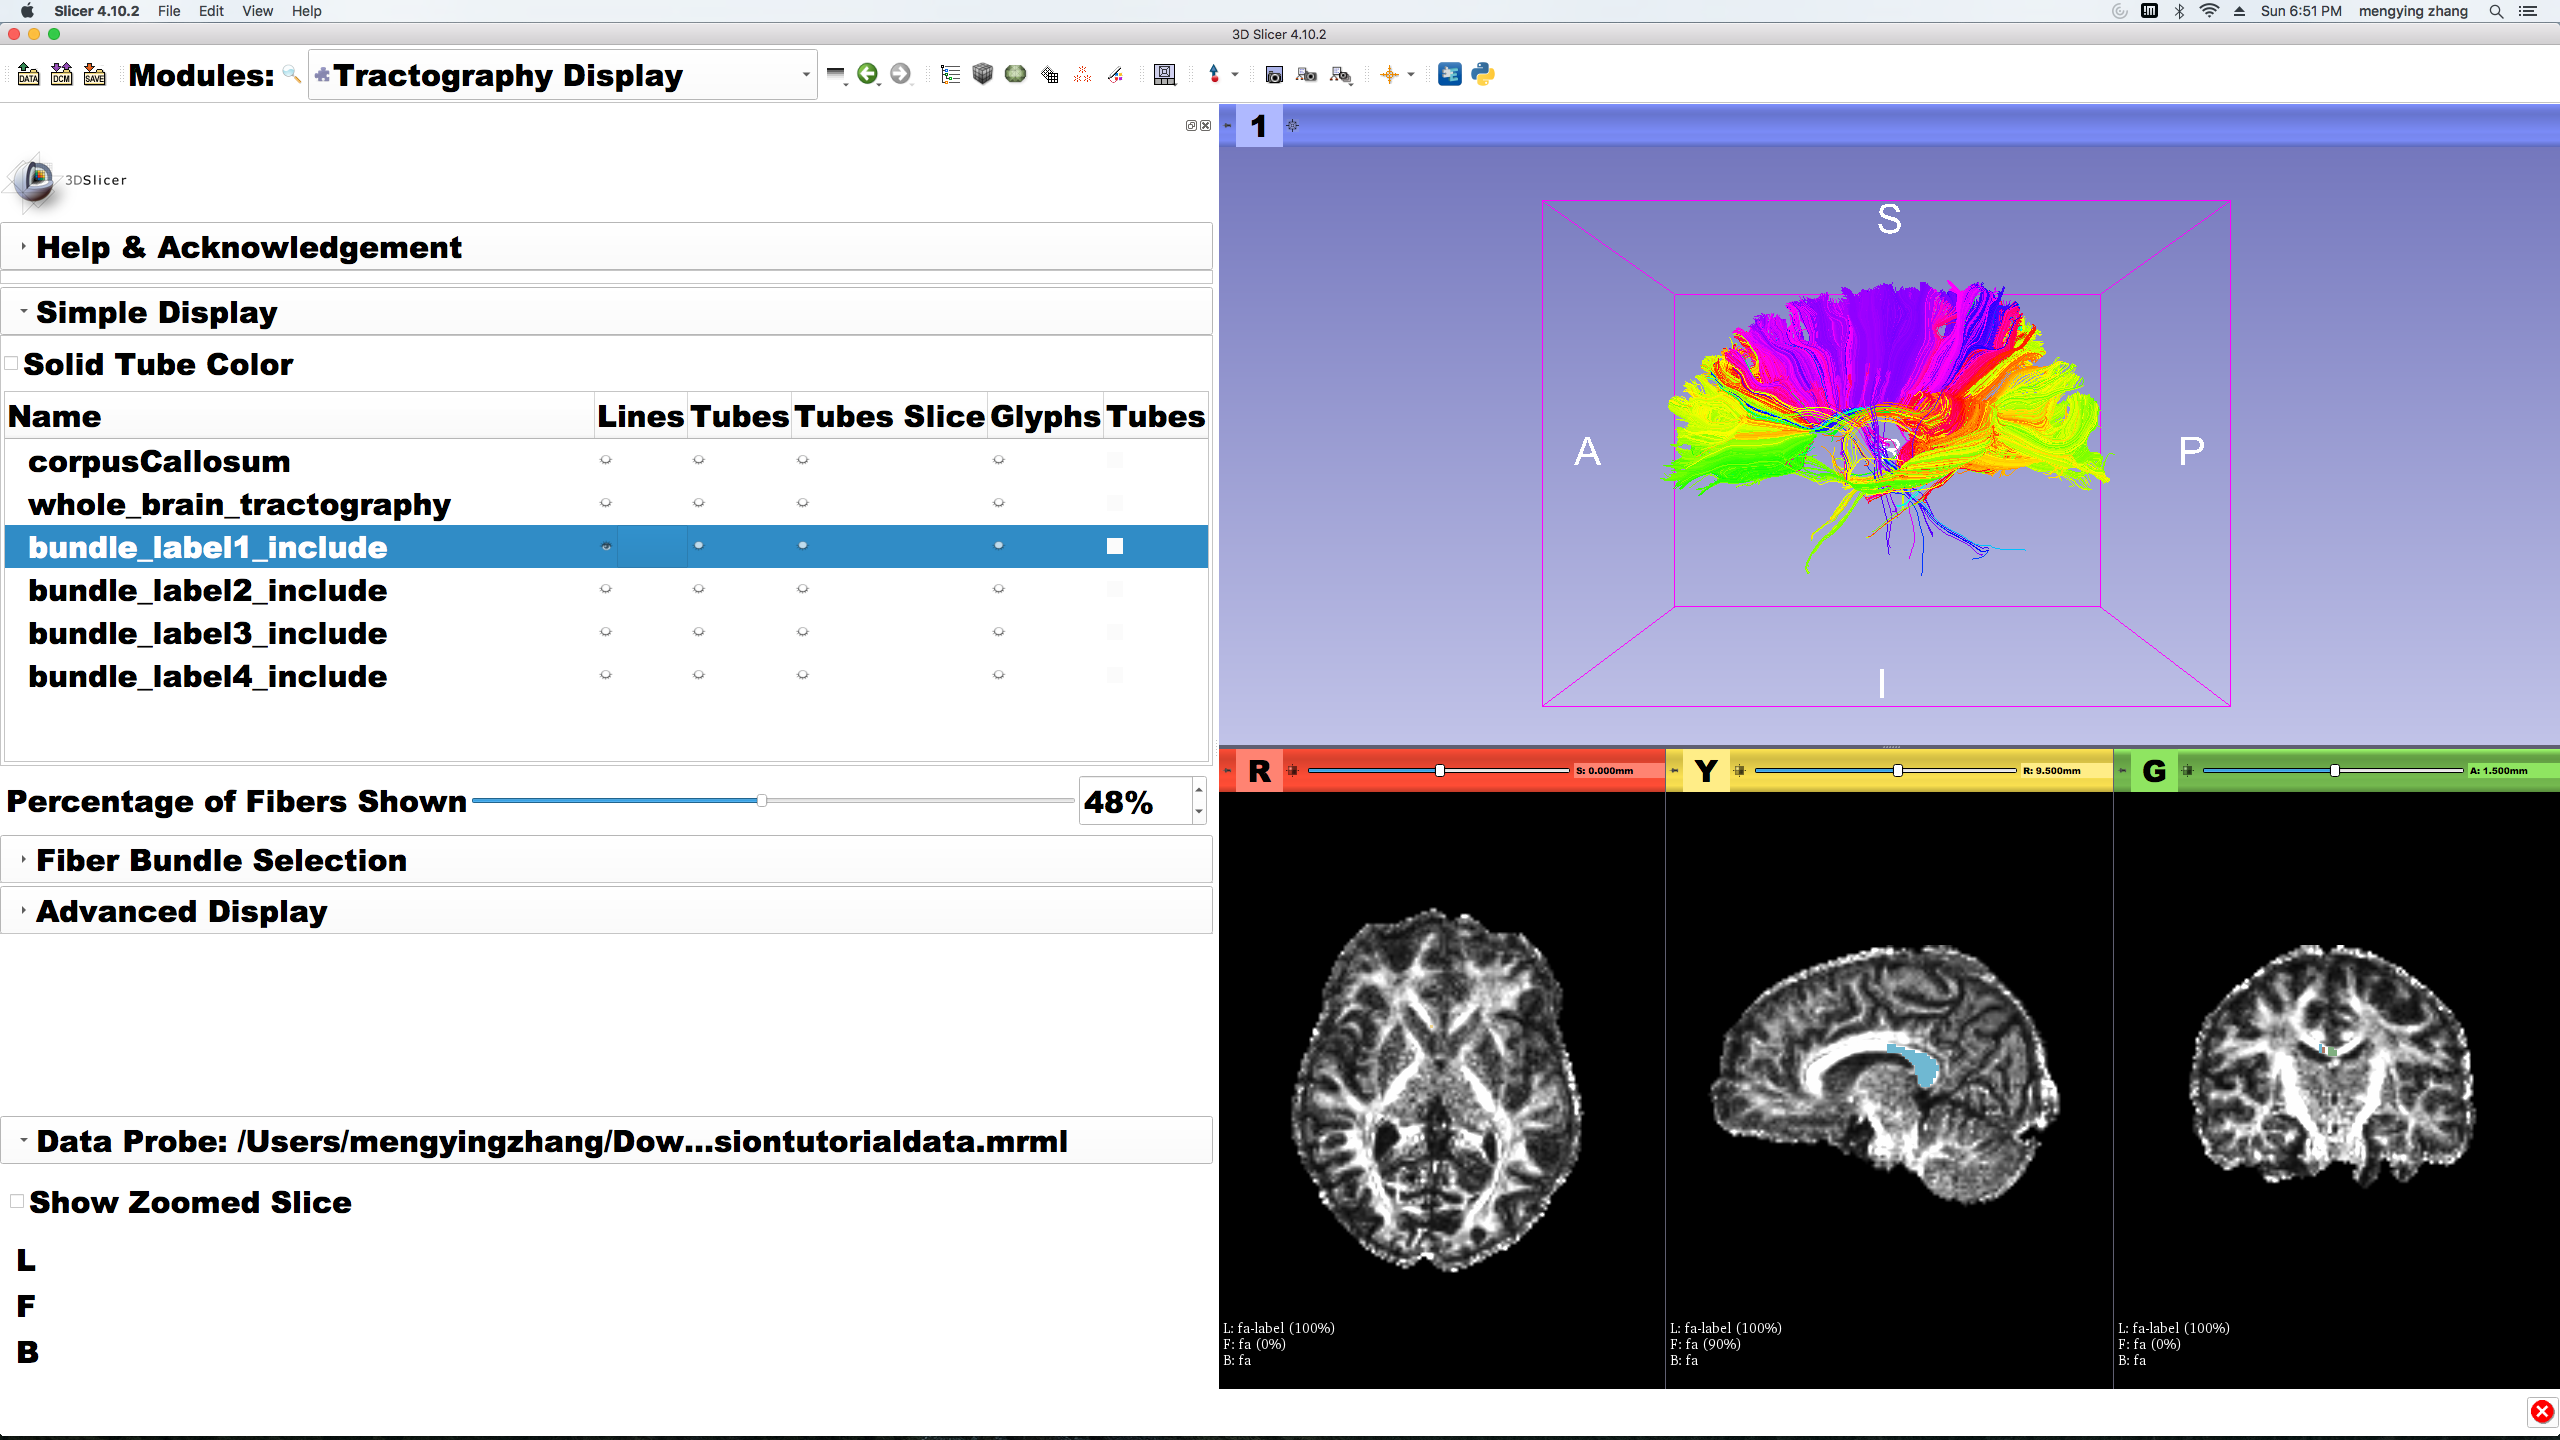 Slicer 4.10.2 File Edit View Help Sun 6:51 PM mengying zhang
3D Slicer 4.10.2
DATA DCM SAVE Modules: Tractography Display
1
3DSlicer
Help & Acknowledgement
Simple Display
Solid Tube Color
Name Lines Tubes Tubes Slice Glyphs Tubes
corpusCallosum
whole_brain_tractography
bundle_label1_include
bundle_label2_include
bundle_label3_include
bundle_label4_include
Percentage of Fibers Shown 48%
Fiber Bundle Selection
Advanced Display
Data Probe: /Users/mengyingzhang/Dow...siontutorialdata.mrml
Show Zoomed Slice
L
F
B
S
A
P
I
R S: 0.000mm
Y R: 9.500mm
G A: 1.500mm
L: fa-label (100%)
F: fa (0%)
B: fa
L: fa-label (100%)
F: fa (90%)
B: fa
L: fa-label (100%)
F: fa (0%)
B: fa